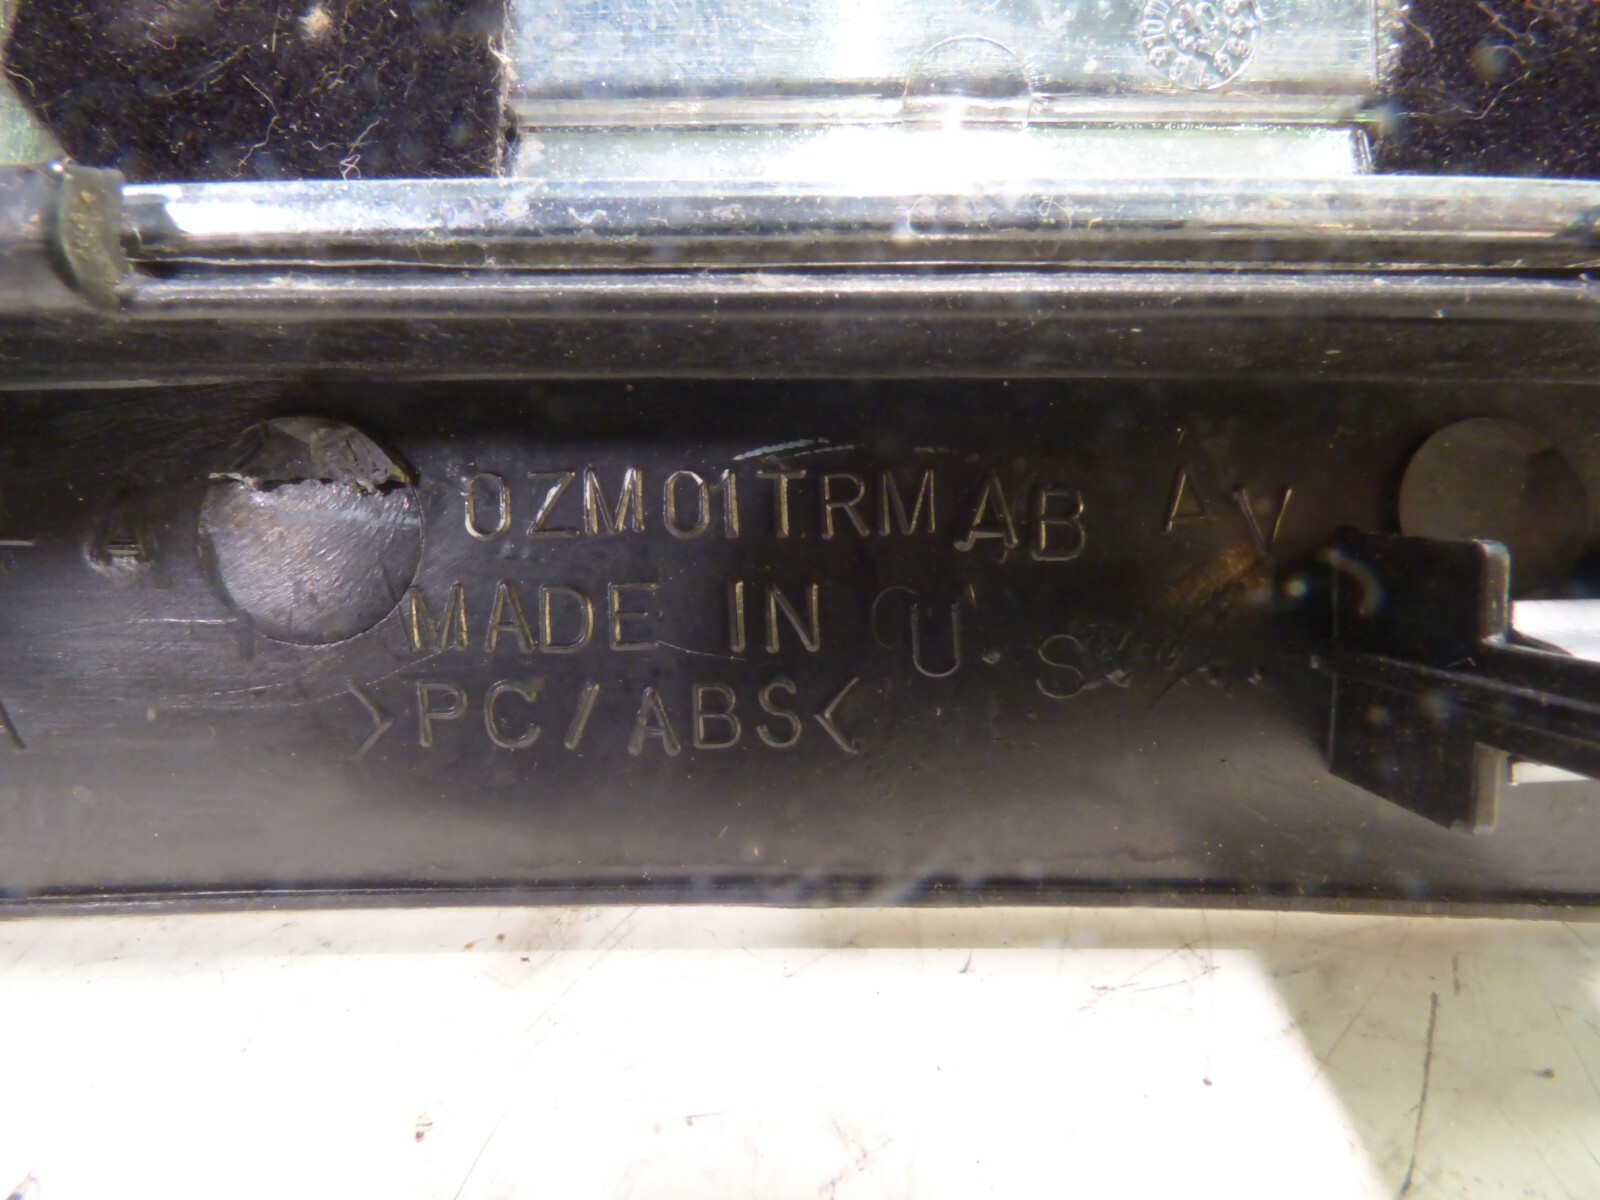 0ZM01TRMAB AV
MADE IN U.S
>PC/ABS<